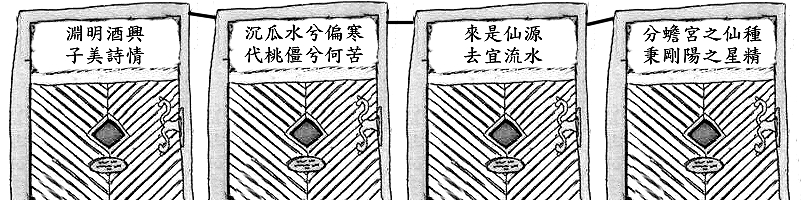 淵明酒興
子美詩情
沉瓜水兮偏寒
代桃僵兮何苦
來是仙源
去宜流水
分蟾宮之仙種
秉剛陽之星精